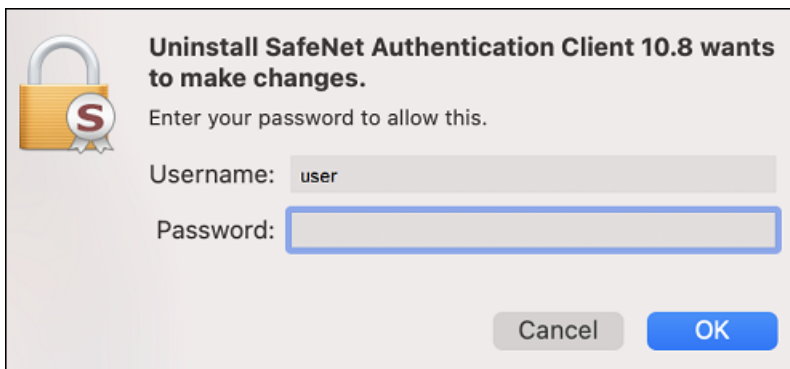 Uninstall SafeNet Authentication Client 10.8 wants
to make changes.
S
Enter your password to allow this.
Username: user
Password:
Cancel OK